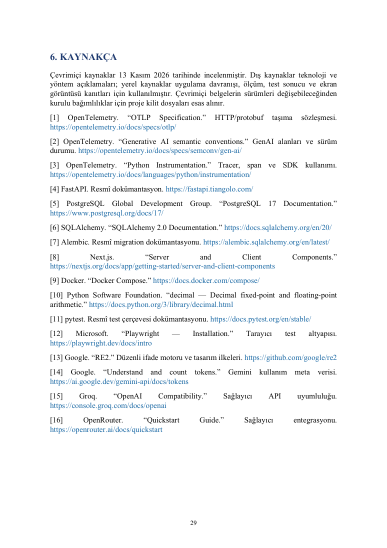 6. KAYNAKÇA
Çevrimiçi kaynaklar 13 Kasım 2026 tarihinde incelenmiştir. Dış kaynaklar teknoloji ve
yöntem açıklamaları; yerel kaynaklar uygulama davranışı, ölçüm, test sonucu ve ekran
görüntüsü kanıtları için kullanılmıştır. Çevrimiçi belgelerin sürümleri değişebileceğinden
kurulu bağımlılıklar için proje kilit dosyaları esas alınır.
[1] OpenTelemetry. “OTLP Specification.” HTTP/protobuf taşıma sözleşmesi.
https://opentelemetry.io/docs/specs/otlp/
[2] OpenTelemetry. “Generative AI semantic conventions.” GenAI alanları ve sürüm
durumu. https://opentelemetry.io/docs/specs/semconv/gen-ai/
[3] OpenTelemetry. “Python Instrumentation.” Tracer, span ve SDK kullanımı.
https://opentelemetry.io/docs/languages/python/instrumentation/
[4] FastAPI. Resmî dokümantasyon. https://fastapi.tiangolo.com/
[5] PostgreSQL Global Development Group. “PostgreSQL 17 Documentation.”
https://www.postgresql.org/docs/17/
[6] SQLAlchemy. “SQLAlchemy 2.0 Documentation.” https://docs.sqlalchemy.org/en/20/
[7] Alembic. Resmî migration dokümantasyonu. https://alembic.sqlalchemy.org/en/latest/
[8] Next.js. “Server and Client Components.”
https://nextjs.org/docs/app/getting-started/server-and-client-components
[9] Docker. “Docker Compose.” https://docs.docker.com/compose/
[10] Python Software Foundation. “decimal — Decimal fixed-point and floating-point
arithmetic.” https://docs.python.org/3/library/decimal.html
[11] pytest. Resmî test çerçevesi dokümantasyonu. https://docs.pytest.org/en/stable/
[12] Microsoft. “Playwright — Installation.” Tarayıcı test altyapısı.
https://playwright.dev/docs/intro
[13] Google. “RE2.” Düzenli ifade motoru ve tasarım ilkeleri. https://github.com/google/re2
[14] Google. “Understand and count tokens.” Gemini kullanım meta verisi.
https://ai.google.dev/gemini-api/docs/tokens
[15] Groq. “OpenAI Compatibility.” Sağlayıcı API uyumluluğu.
https://console.groq.com/docs/openai
[16] OpenRouter. “Quickstart Guide.” Sağlayıcı entegrasyonu.
https://openrouter.ai/docs/quickstart
29